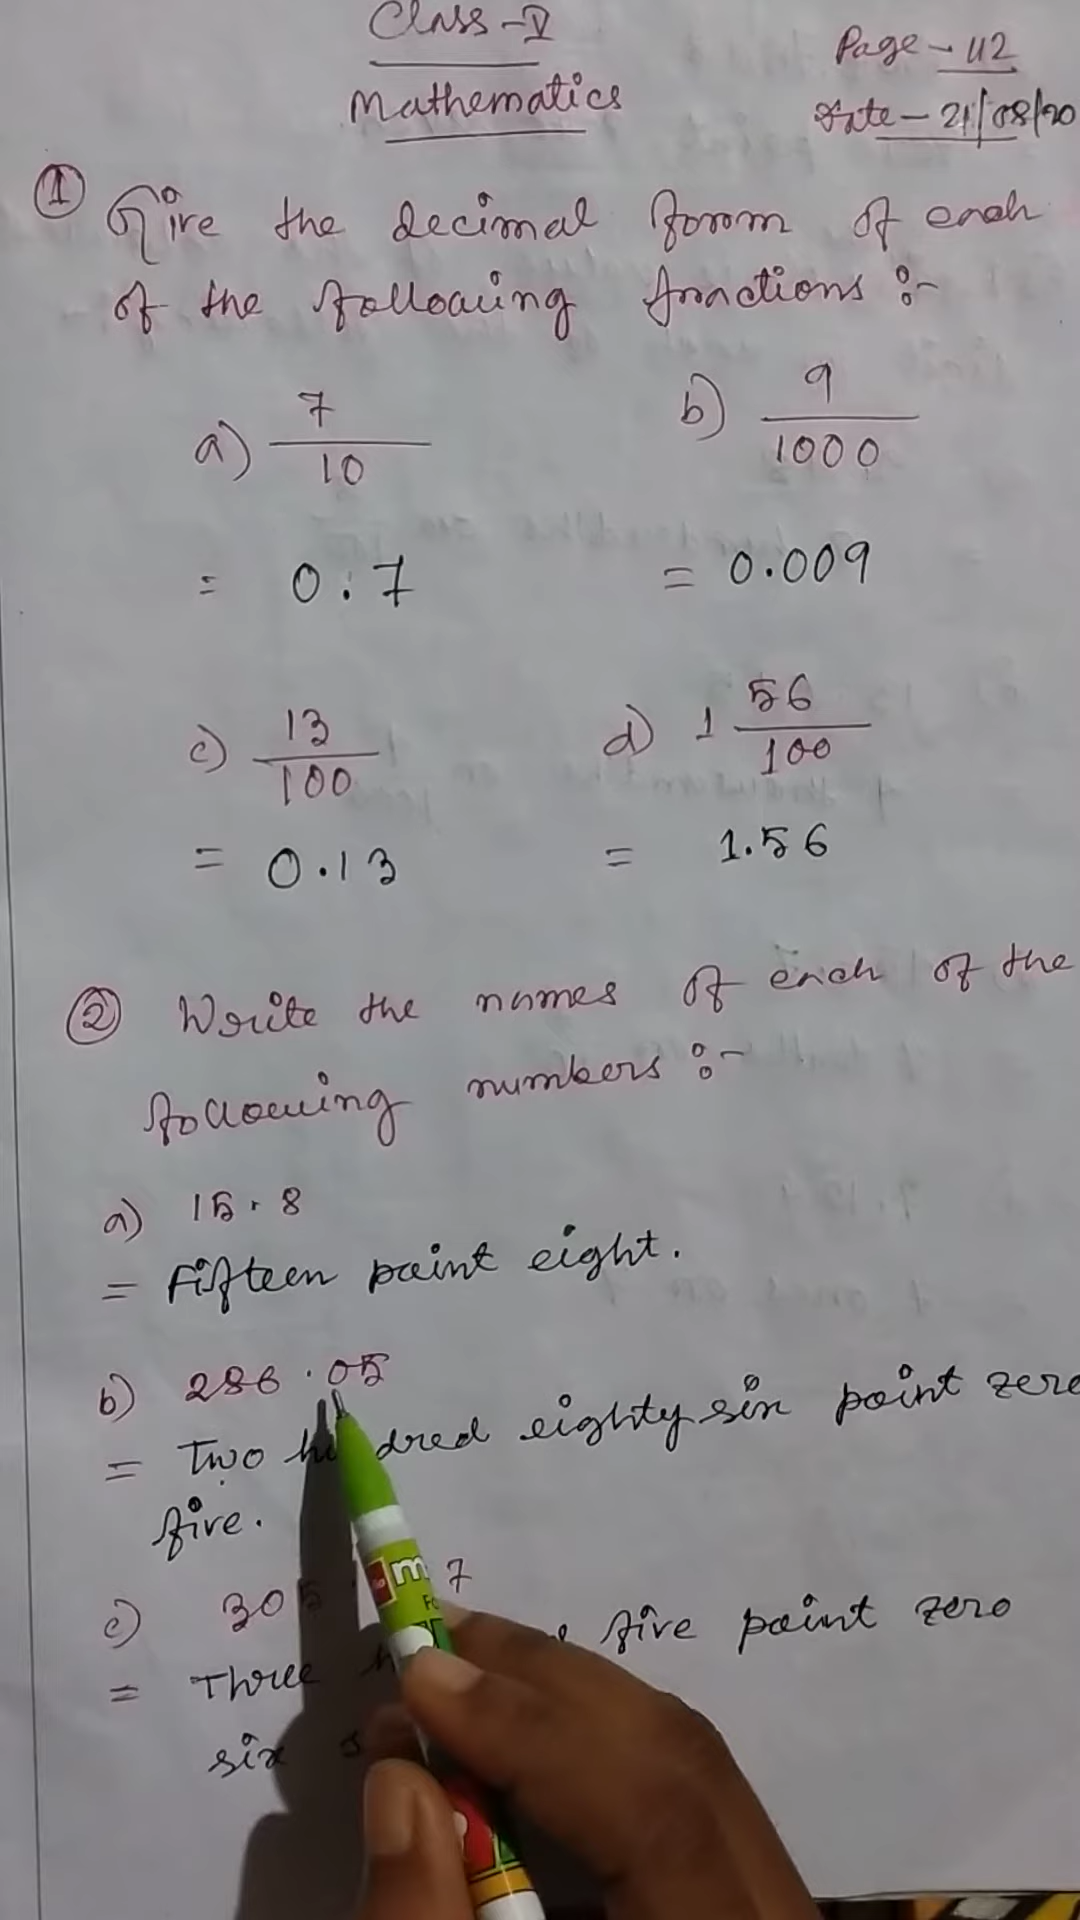 Class - V
Mathematics
Page - 112
Date - 21/08/20
① Give the decimal form of each
of the following fractions :-
a) 7/10
b) 9/1000
= 0.7
= 0.009
c) 13/100
d) 1 56/100
= 0.13
= 1.56
② Write the names of each of the
following numbers :-
a) 15.8
= Fifteen point eight.
b) 286.05
= Two hundred eighty six point zero
five.
c) 305 7
= Three five point zero
six